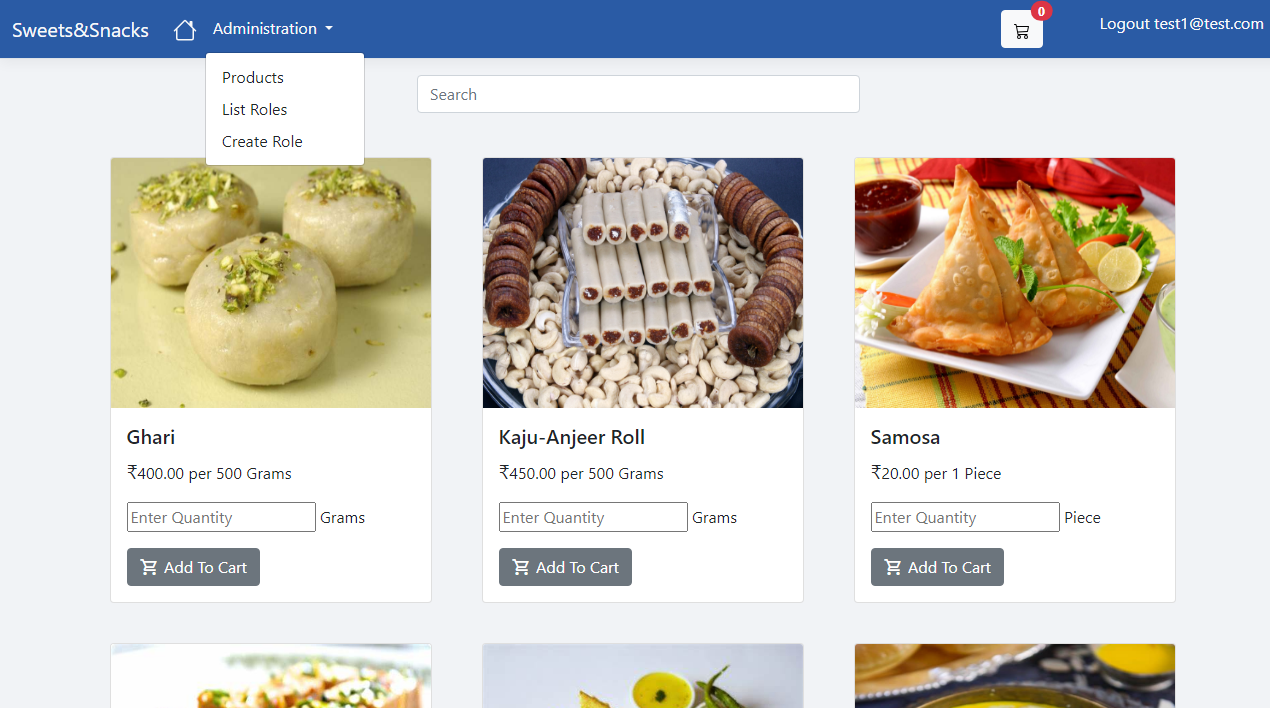 Sweets&Snacks Administration 0 Logout test1@test.com
Products
List Roles
Create Role
Search
Ghari
₹400.00 per 500 Grams
Enter Quantity Grams
Add To Cart
Kaju-Anjeer Roll
₹450.00 per 500 Grams
Enter Quantity Grams
Add To Cart
Samosa
₹20.00 per 1 Piece
Enter Quantity Piece
Add To Cart